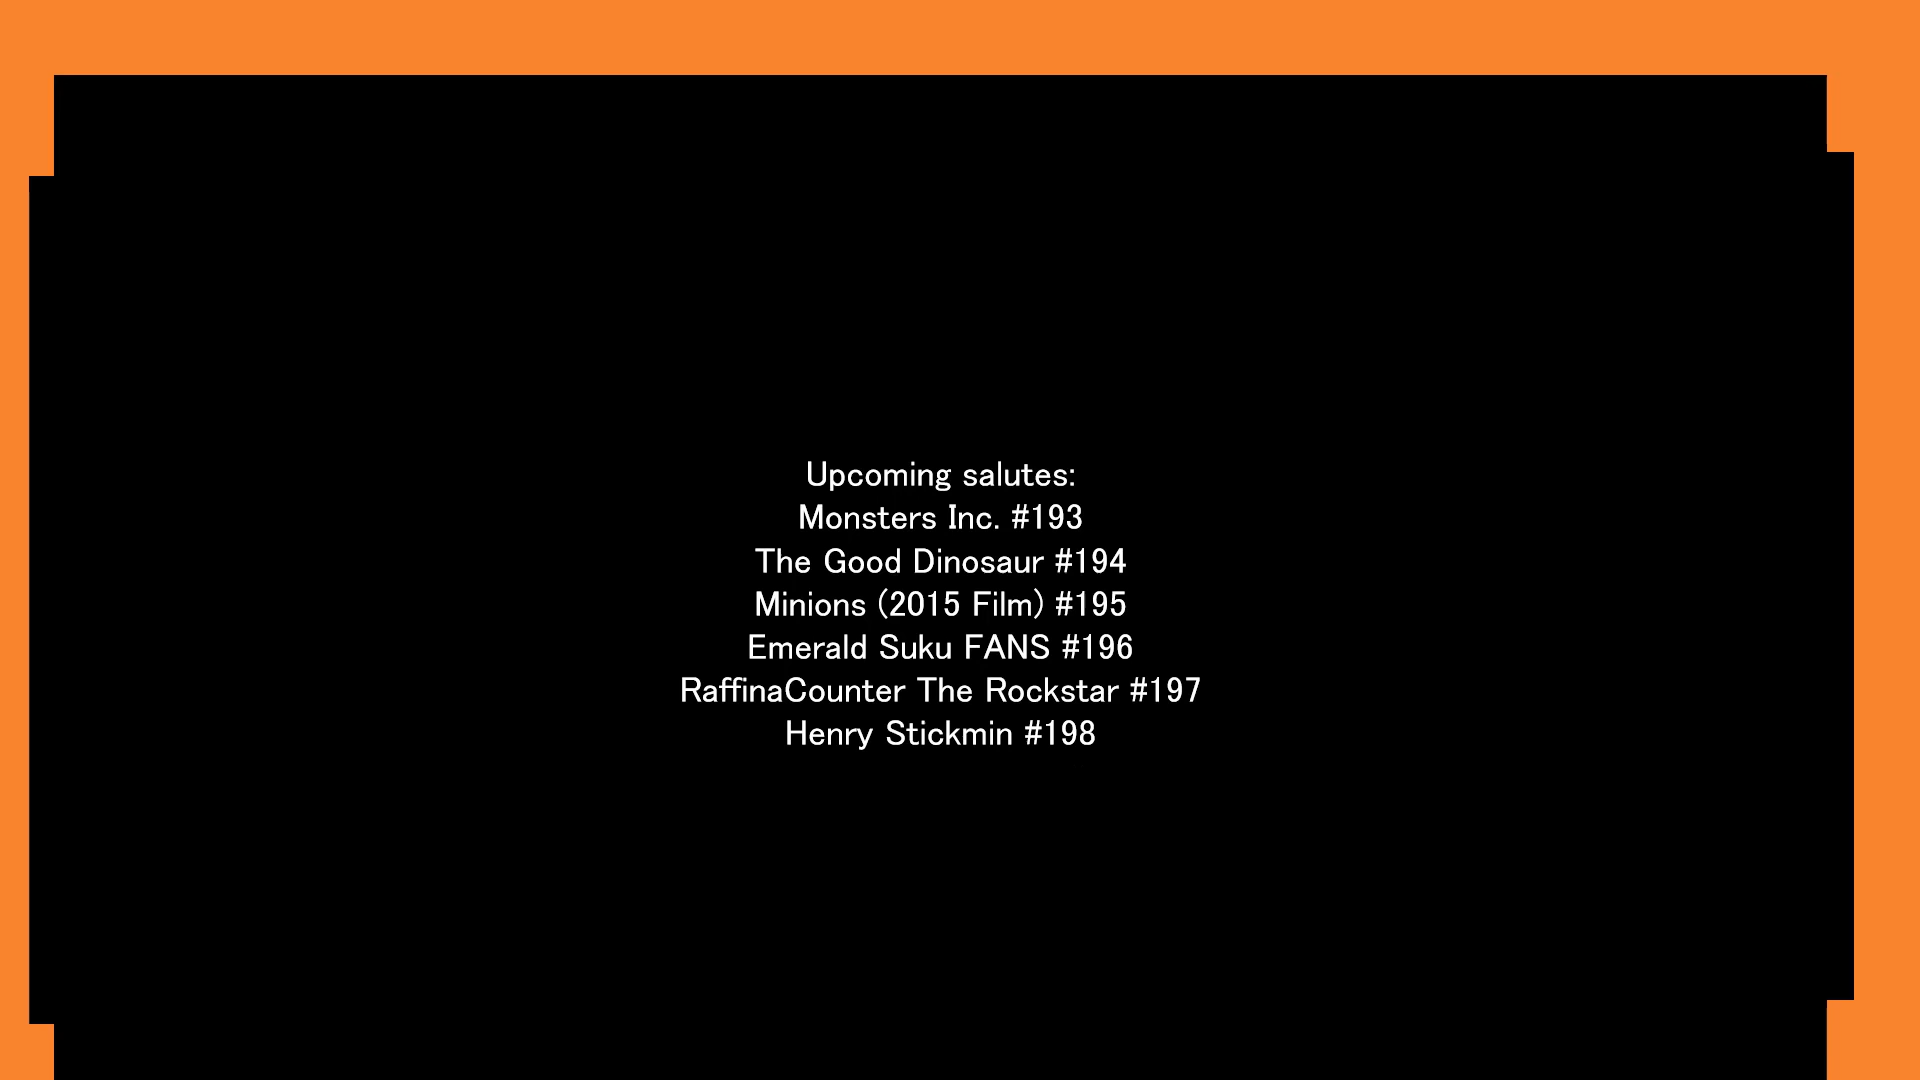 Upcoming salutes:
Monsters Inc. #193
The Good Dinosaur #194
Minions (2015 Film) #195
Emerald Suku FANS #196
RaffinaCounter The Rockstar #197
Henry Stickmin #198